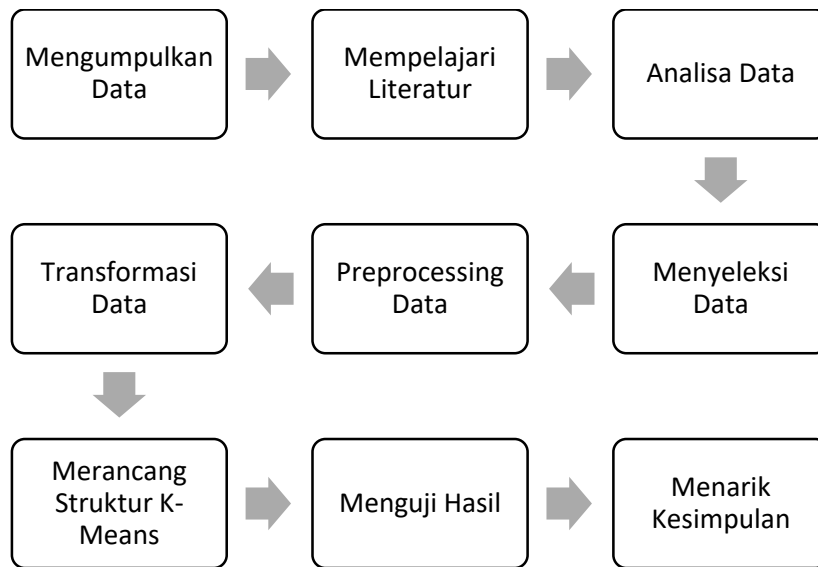 Mengumpulkan
Data
Mempelajari
Literatur
Analisa Data
Menyeleksi
Data
Preprocessing
Data
Transformasi
Data
Merancang
Struktur K-
Means
Menguji Hasil
Menarik
Kesimpulan